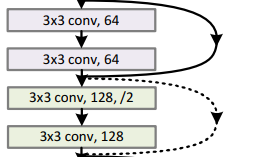 3x3 conv, 64
3x3 conv, 64
3x3 conv, 128, /2
3x3 conv, 128